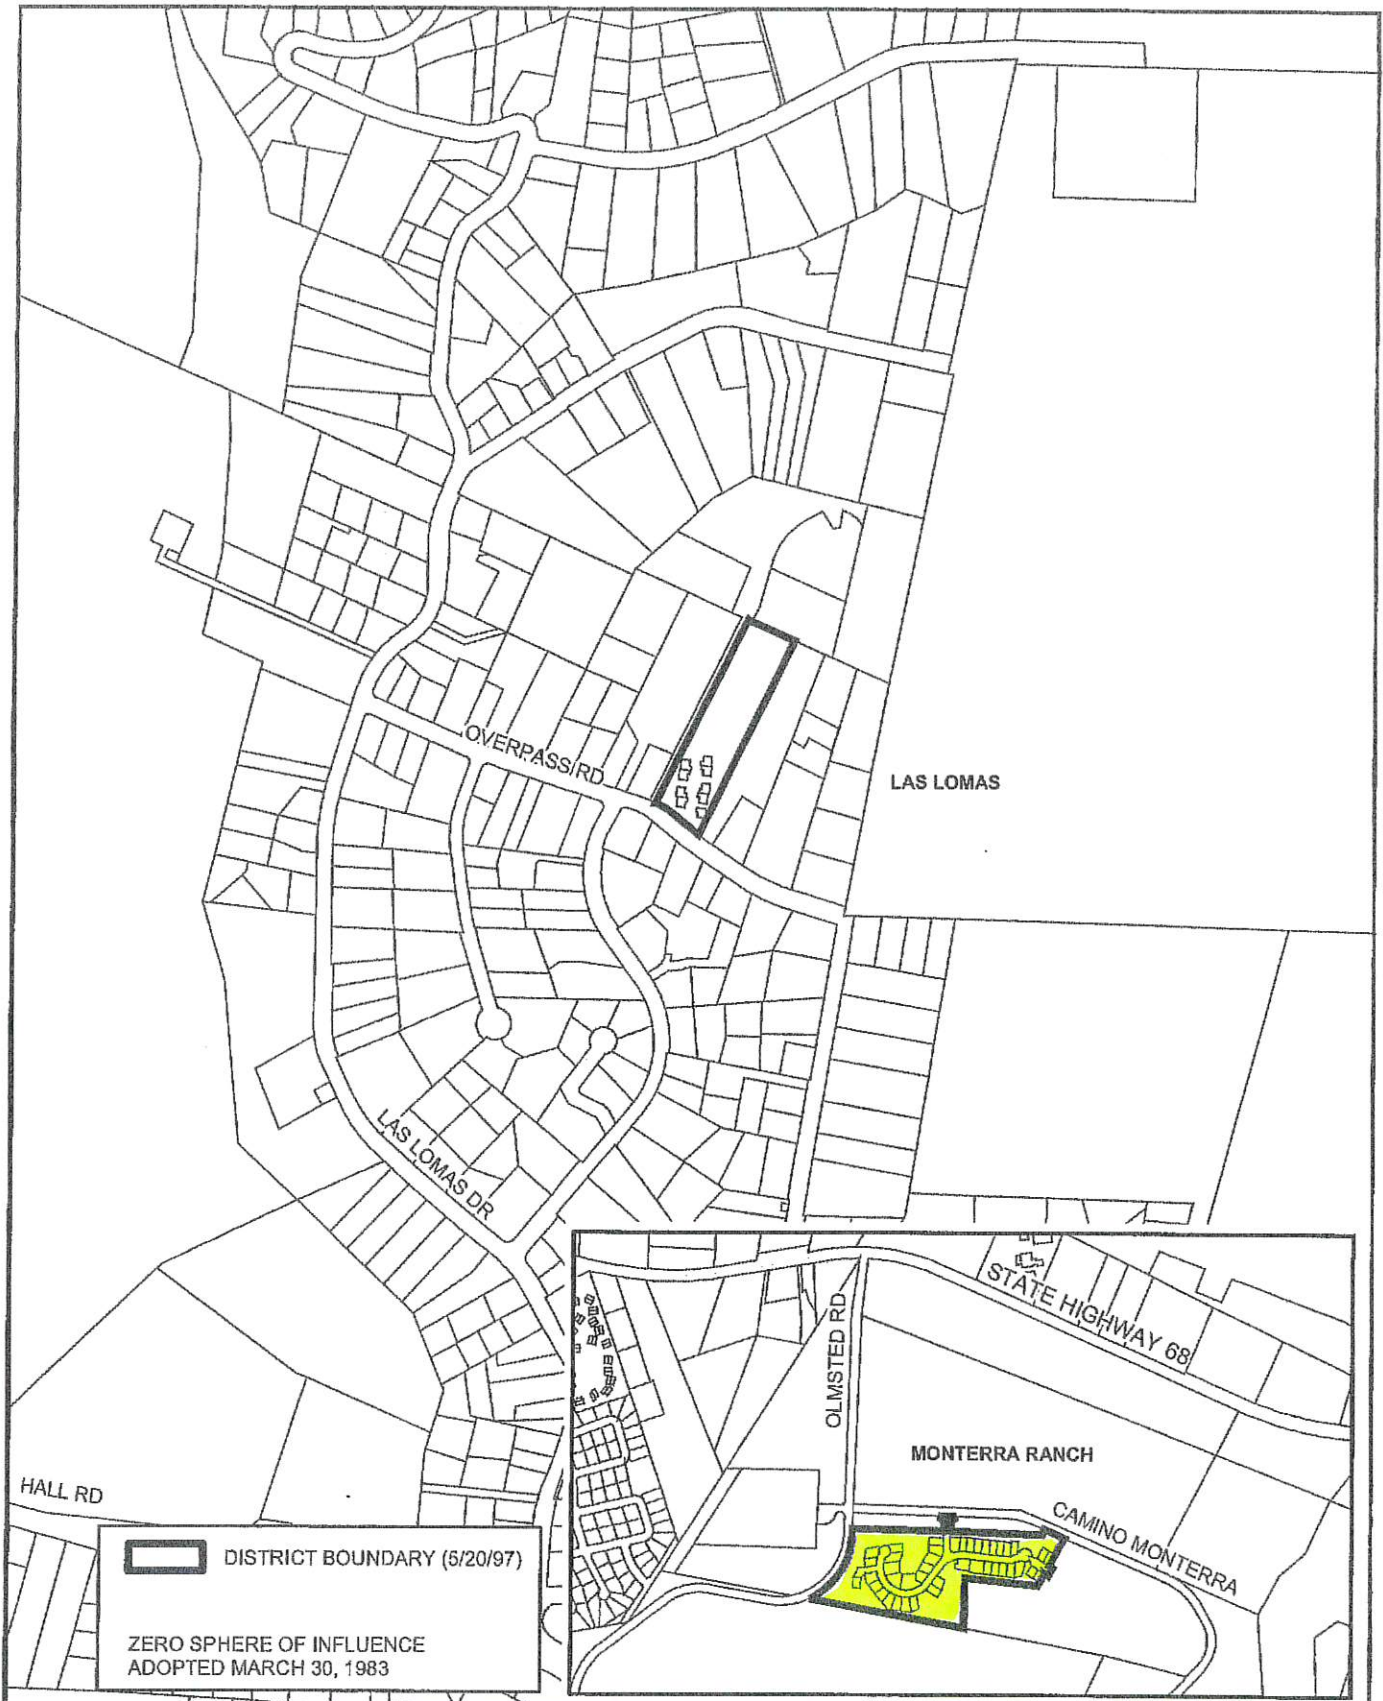 OVERPASS RD
LAS LOMAS
LAS LOMAS DR
STATE HIGHWAY 68
OLMSTED RD
MONTERRA RANCH
CAMINO MONTERRA
HALL RD
DISTRICT BOUNDARY (5/20/97)
ZERO SPHERE OF INFLUENCE
ADOPTED MARCH 30, 1983